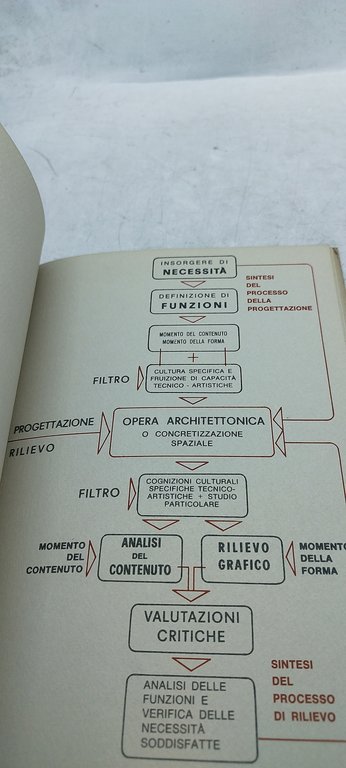 INSORGERE DI
NECESSITÀ
SINTESI
DEL
PROCESSO
DELLA
PROGETTAZIONE
DEFINIZIONE DI
FUNZIONI
MOMENTO DEL CONTENUTO
MOMENTO DELLA FORMA
+
FILTRO
CULTURA SPECIFICA E
FRUIZIONE DI CAPACITÀ
TECNICO - ARTISTICHE
PROGETTAZIONE
RILIEVO
OPERA ARCHITETTONICA
O CONCRETIZZAZIONE
SPAZIALE
FILTRO
COGNIZIONI CULTURALI
SPECIFICHE TECNICO-
ARTISTICHE + STUDIO
PARTICOLARE
MOMENTO
DEL
CONTENUTO
ANALISI
DEL
CONTENUTO
RILIEVO
GRAFICO
MOMENTO
DELLA
FORMA
VALUTAZIONI
CRITICHE
SINTESI
DEL
PROCESSO
DI RILIEVO
ANALISI DELLE
FUNZIONI E
VERIFICA DELLE
NECESSITÀ
SODDISFATTE